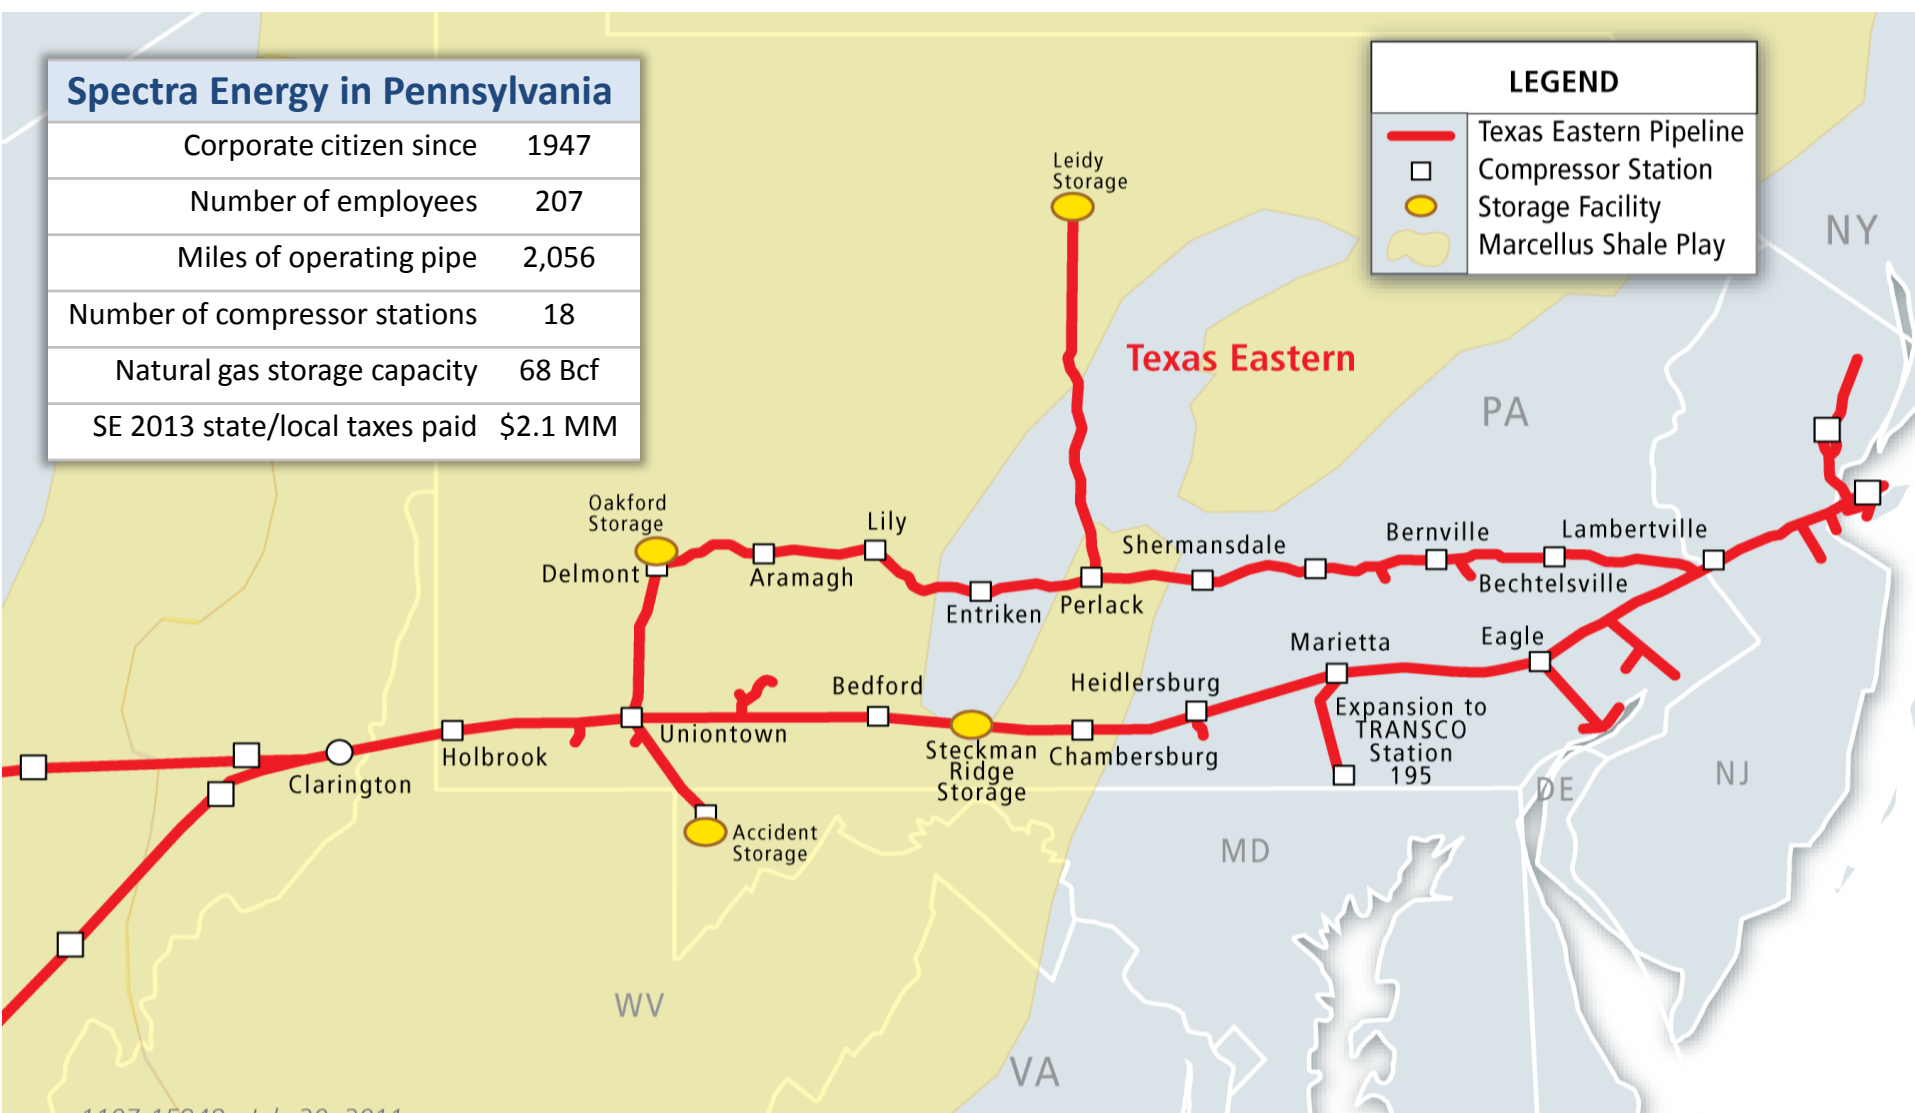 Spectra Energy in Pennsylvania
Corporate citizen since 1947
Number of employees 207
Miles of operating pipe 2,056
Number of compressor stations 18
Natural gas storage capacity 68 Bcf
SE 2013 state/local taxes paid $2.1 MM
LEGEND
Texas Eastern Pipeline
Compressor Station
Storage Facility
Marcellus Shale Play
Leidy
Storage
NY
Texas Eastern
PA
Oakford
Storage
Lily
Delmont
Aramagh
Entriken
Perlack
Shermansdale
Bernville
Lambertville
Bechtelsville
Marietta
Eagle
Bedford
Heidlersburg
Expansion to
TRANSCO
Station
195
Uniontown
Holbrook
Clarington
Steckman
Ridge
Storage
Chambersburg
Accident
Storage
DE
NJ
MD
WV
VA